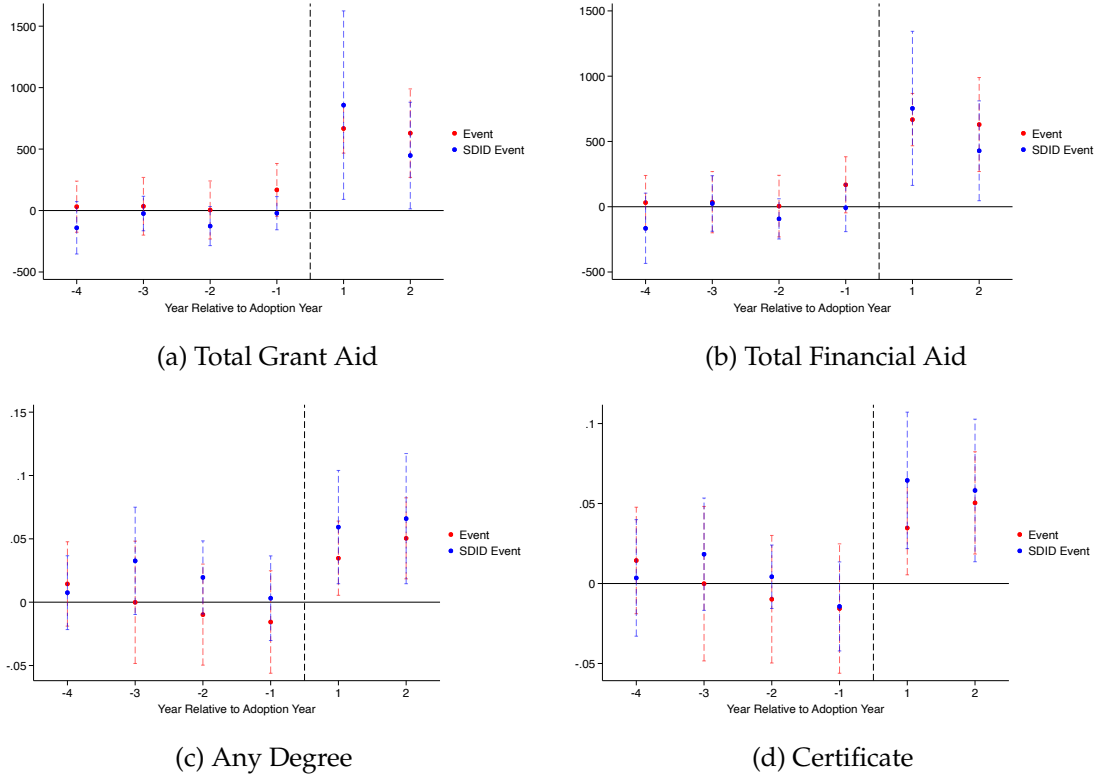 1500
1000
500
0
-500
-4 -3 -2 -1 1 2
Year Relative to Adoption Year
Event
SDID Event
(a) Total Grant Aid
1500
1000
500
0
-500
-4 -3 -2 -1 1 2
Year Relative to Adoption Year
Event
SDID Event
(b) Total Financial Aid
.15
.1
.05
0
-.05
-4 -3 -2 -1 1 2
Year Relative to Adoption Year
Event
SDID Event
(c) Any Degree
.1
.05
0
-.05
-4 -3 -2 -1 1 2
Year Relative to Adoption Year
Event
SDID Event
(d) Certificate